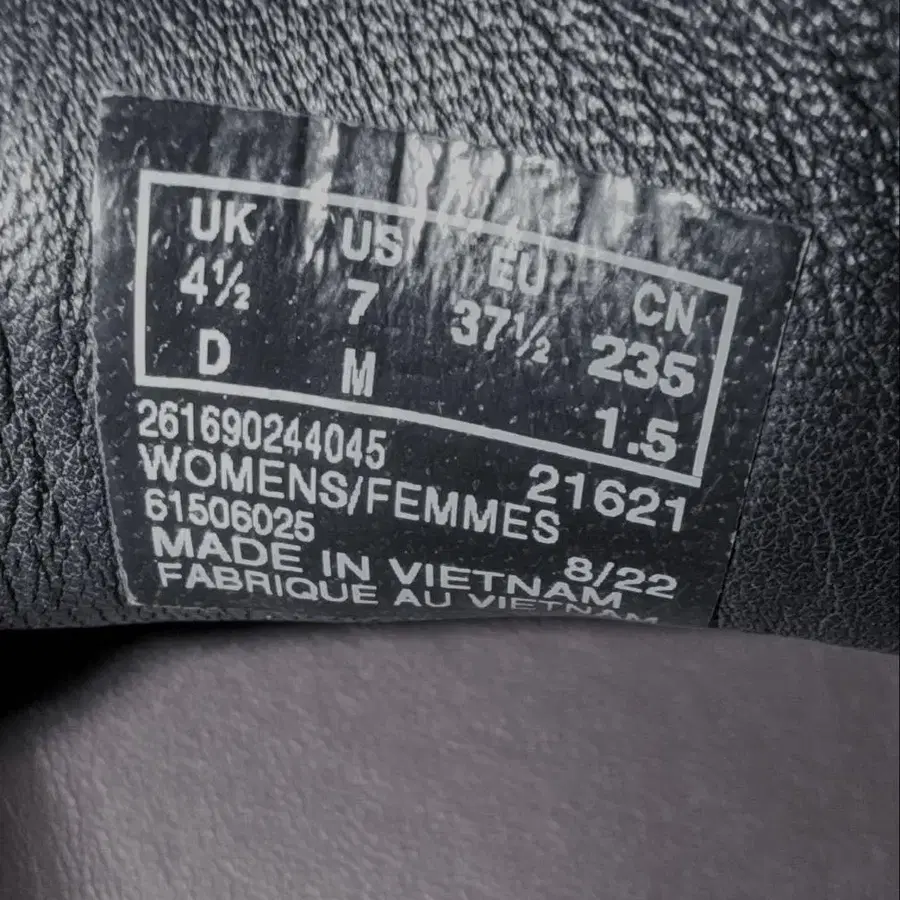 UK US EU CN
4½ 7 37½ 235
D M 1.5
261690244045
WOMENS/FEMMES 21621
61506025
MADE IN VIETNAM 8/22
FABRIQUE AU VIETNAM